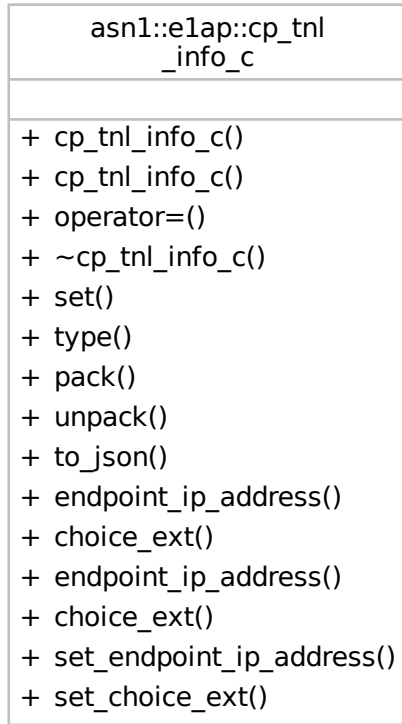 asn1::e1ap::cp_tnl
_info_c
+ cp_tnl_info_c()
+ cp_tnl_info_c()
+ operator=()
+ ~cp_tnl_info_c()
+ set()
+ type()
+ pack()
+ unpack()
+ to_json()
+ endpoint_ip_address()
+ choice_ext()
+ endpoint_ip_address()
+ choice_ext()
+ set_endpoint_ip_address()
+ set_choice_ext()